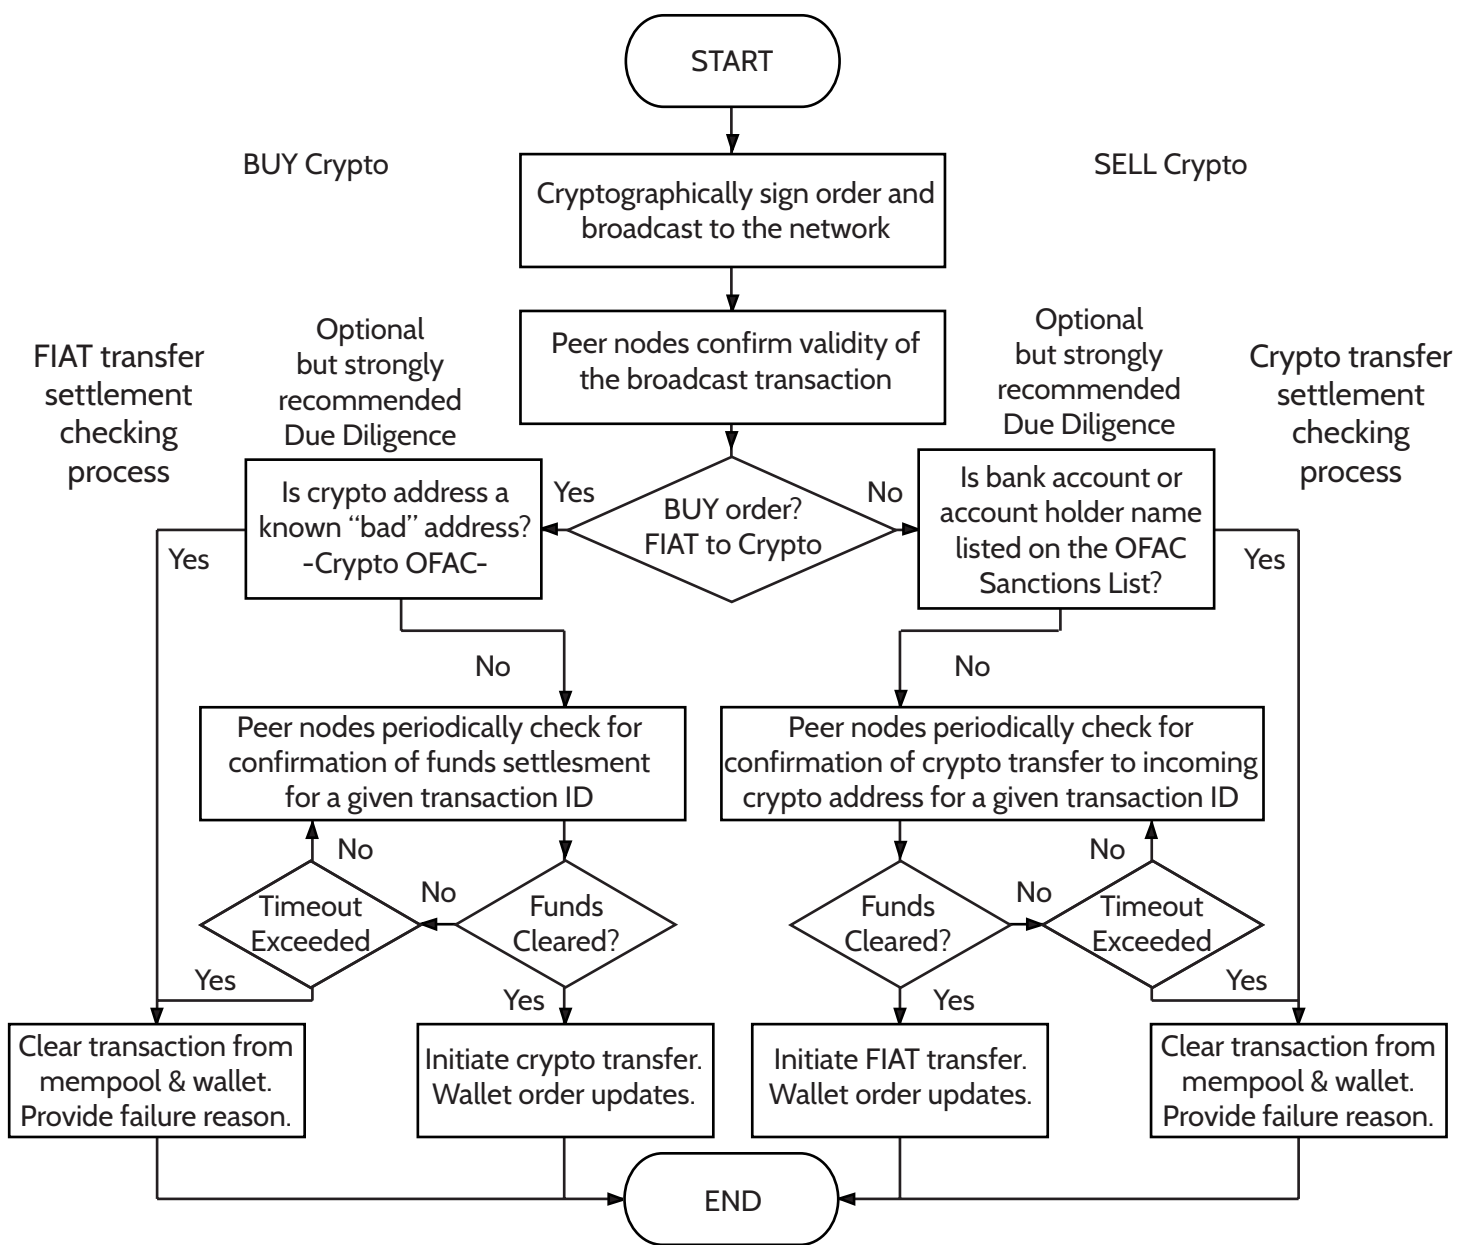 START
BUY Crypto
SELL Crypto
Cryptographically sign order and
broadcast to the network
FIAT transfer
settlement
checking
process
Optional
but strongly
recommended
Due Diligence
Peer nodes confirm validity of
the broadcast transaction
Optional
but strongly
recommended
Due Diligence
Crypto transfer
settlement
checking
process
Is crypto address a
known “bad” address?
-Crypto OFAC-
Yes
BUY order?
FIAT to Crypto
No
Is bank account or
account holder name
listed on the OFAC
Sanctions List?
Yes
Yes
No
No
Peer nodes periodically check for
confirmation of funds settlesment
for a given transaction ID
Peer nodes periodically check for
confirmation of crypto transfer to incoming
crypto address for a given transaction ID
No
No
Timeout
Exceeded
No
Funds
Cleared?
Funds
Cleared?
No
Timeout
Exceeded
Yes
Yes
Yes
Yes
Clear transaction from
mempool & wallet.
Provide failure reason.
Initiate crypto transfer.
Wallet order updates.
Initiate FIAT transfer.
Wallet order updates.
Clear transaction from
mempool & wallet.
Provide failure reason.
END